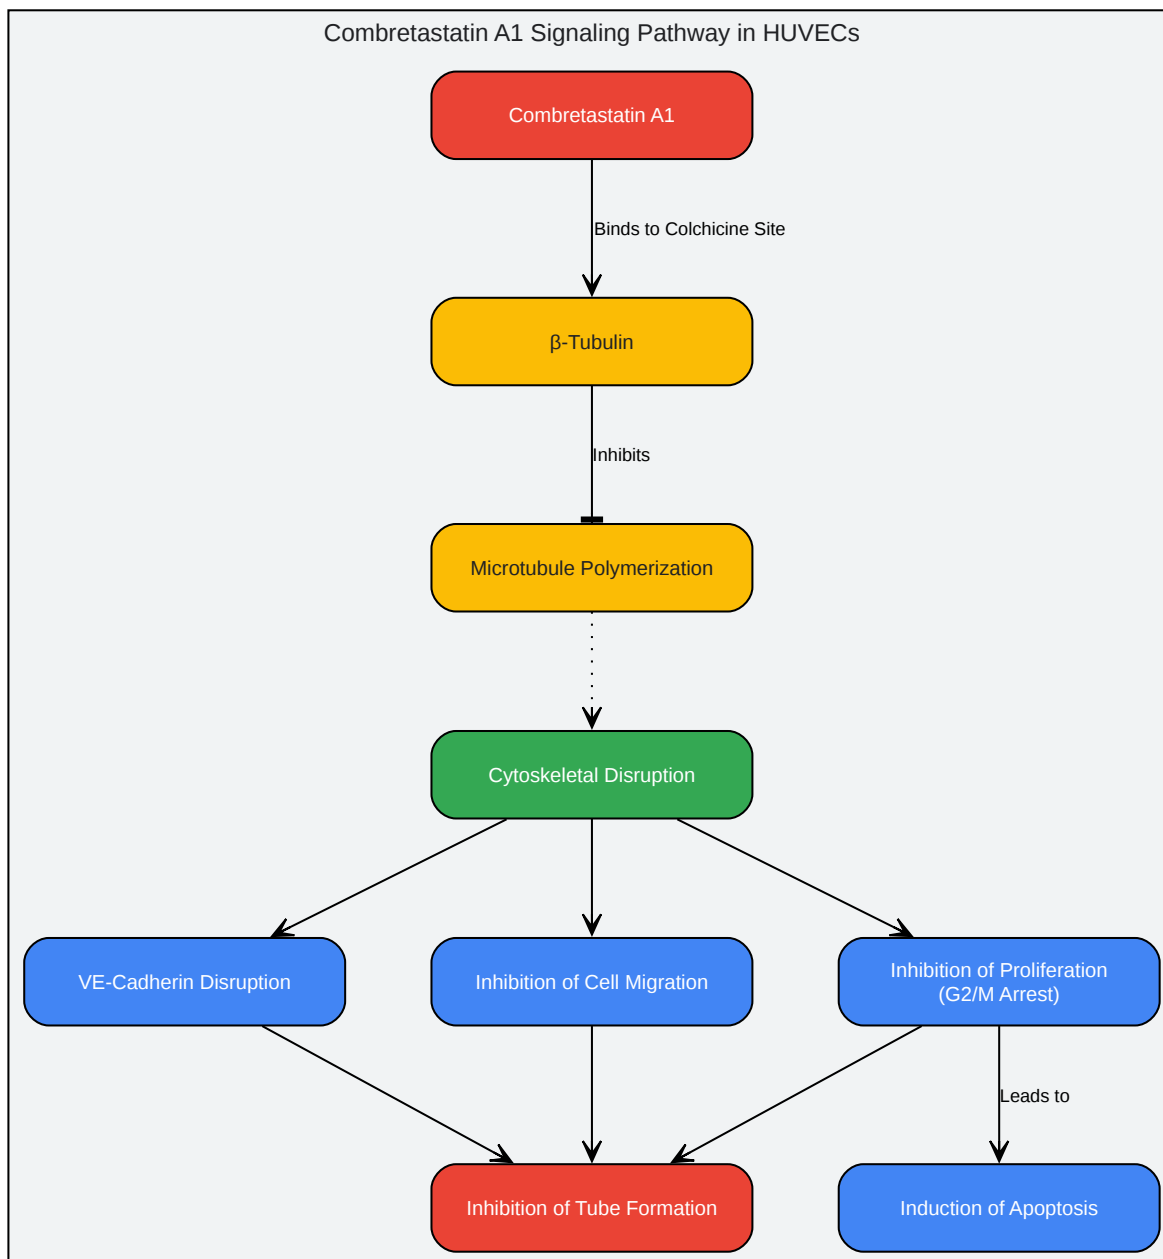 Combretastatin A1 Signaling Pathway in HUVECs
Combretastatin A1
Binds to Colchicine Site
β-Tubulin
Inhibits
Microtubule Polymerization
Cytoskeletal Disruption
VE-Cadherin Disruption
Inhibition of Cell Migration
Inhibition of Proliferation
(G2/M Arrest)
Leads to
Inhibition of Tube Formation
Induction of Apoptosis